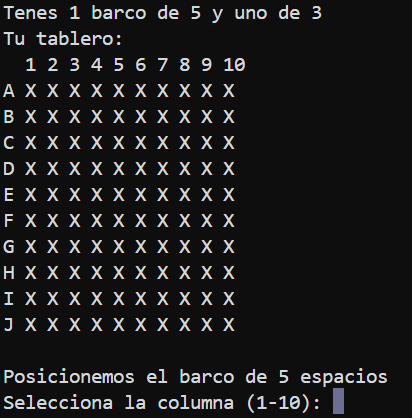 Tenes 1 barco de 5 y uno de 3
Tu tablero:
  1 2 3 4 5 6 7 8 9 10
A X X X X X X X X X X
B X X X X X X X X X X
C X X X X X X X X X X
D X X X X X X X X X X
E X X X X X X X X X X
F X X X X X X X X X X
G X X X X X X X X X X
H X X X X X X X X X X
I X X X X X X X X X X
J X X X X X X X X X X

Posicionemos el barco de 5 espacios
Selecciona la columna (1-10):